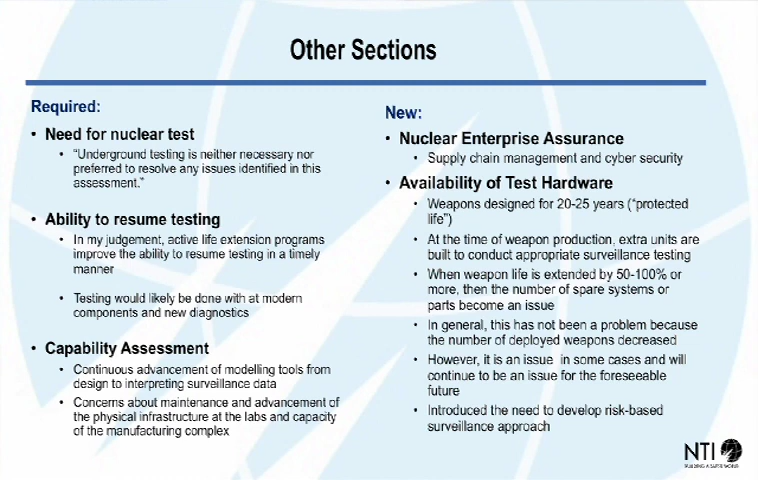 Other Sections
Required:
• Need for nuclear test
• “Underground testing is neither necessary nor
preferred to resolve any issues identified in this
assessment.”
• Ability to resume testing
• In my judgement, active life extension programs
improve the ability to resume testing in a timely
manner
• Testing would likely be done with at modern
components and new diagnostics
• Capability Assessment
• Continuous advancement of modelling tools from
design to interpreting surveillance data
• Concerns about maintenance and advancement of
the physical infrastructure at the labs and capacity
of the manufacturing complex
New:
• Nuclear Enterprise Assurance
• Supply chain management and cyber security
• Availability of Test Hardware
• Weapons designed for 20-25 years (“protected
life”)
• At the time of weapon production, extra units are
built to conduct appropriate surveillance testing
• When weapon life is extended by 50-100% or
more, then the number of spare systems or
parts become an issue
• In general, this has not been a problem because
the number of deployed weapons decreased
• However, it is an issue in some cases and will
continue to be an issue for the foreseeable
future
• Introduced the need to develop risk-based
surveillance approach
NTI
BUILDING A SAFER WORLD